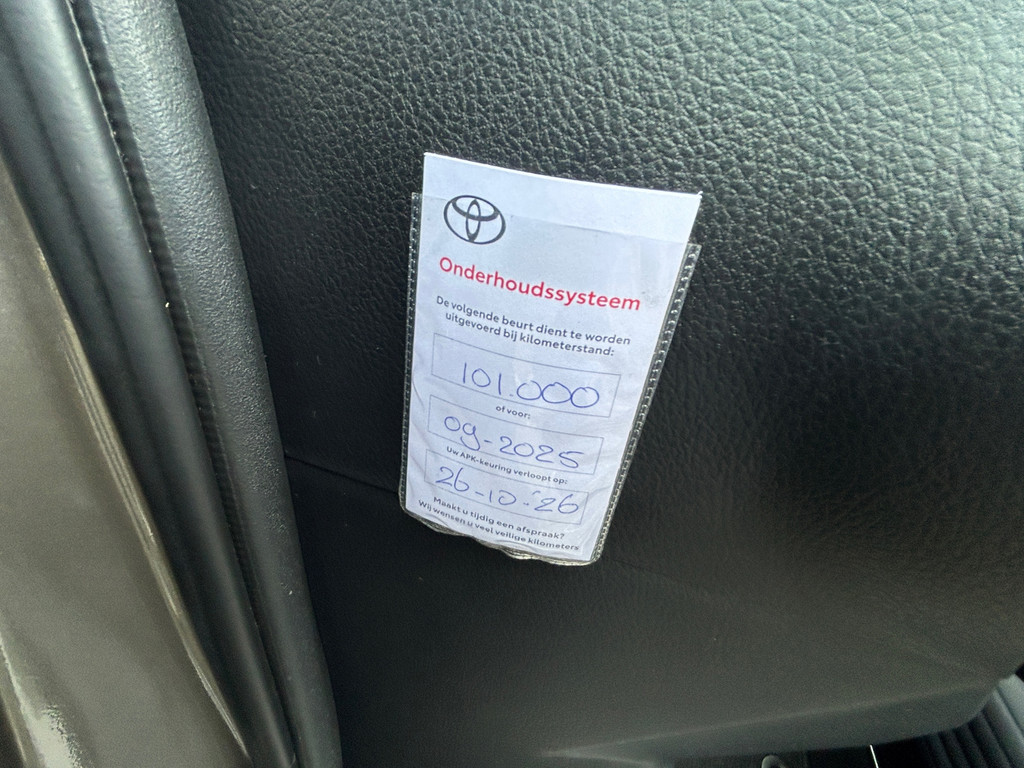 Onderhoudssysteem
De volgende beurt dient te worden
uitgevoerd bij kilometerstand:
101.000
of voor:
09-2025
Uw APK-keuring verloopt op:
26-10-'26
Maakt u tijdig een afspraak?
Wij wensen u veel veilige kilometers